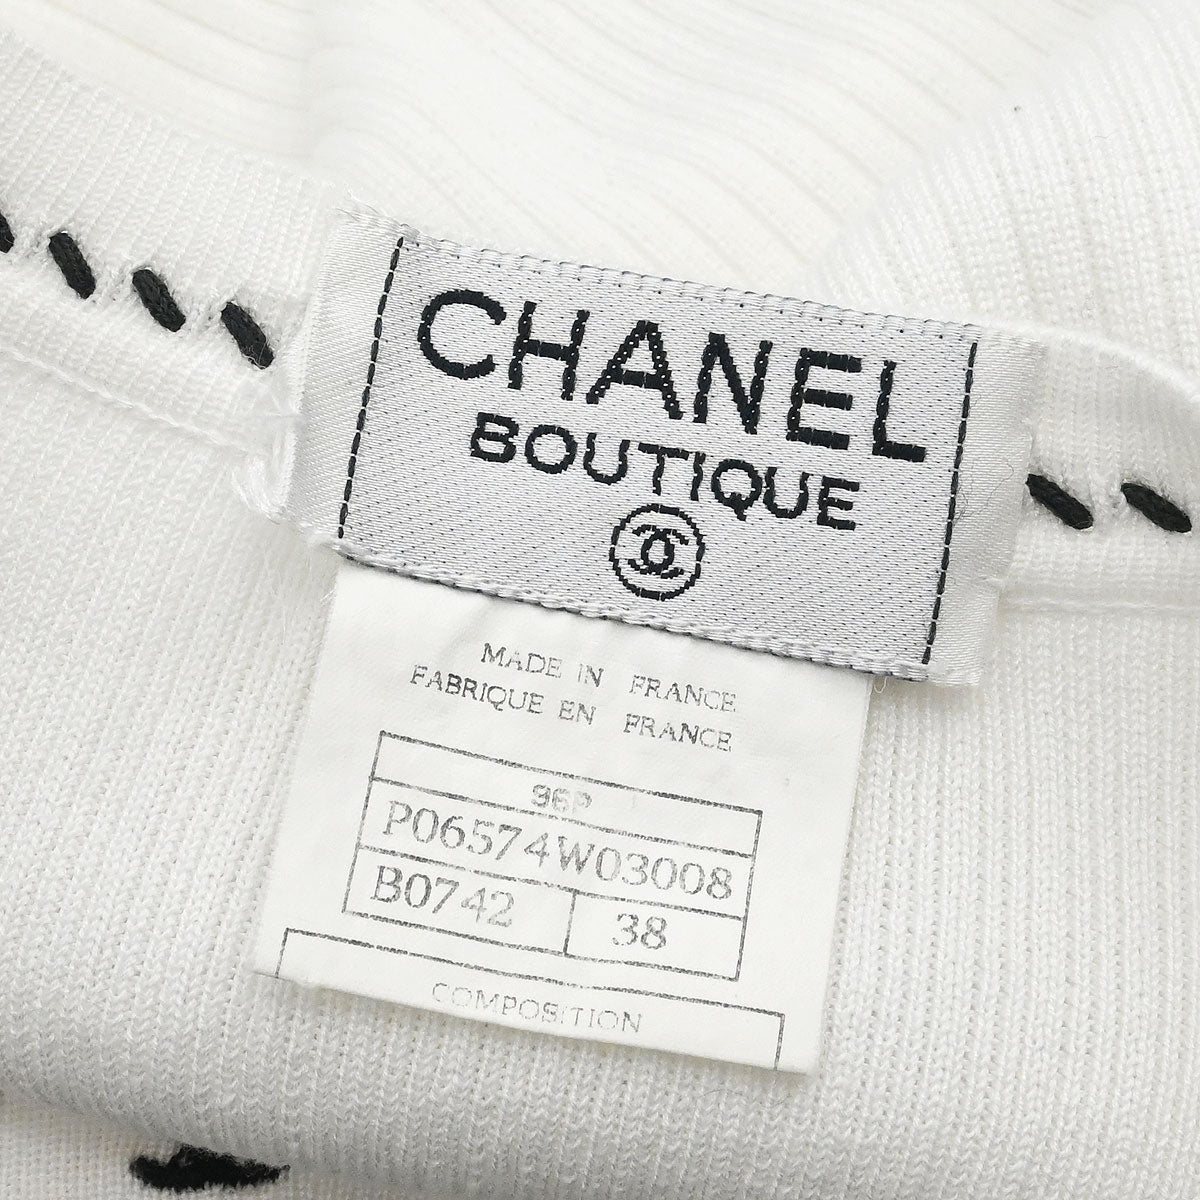 CHANEL
BOUTIQUE
MADE IN FRANCE
FABRIQUE EN FRANCE
96P
P06574W03008
B0742 38
COMPOSITION